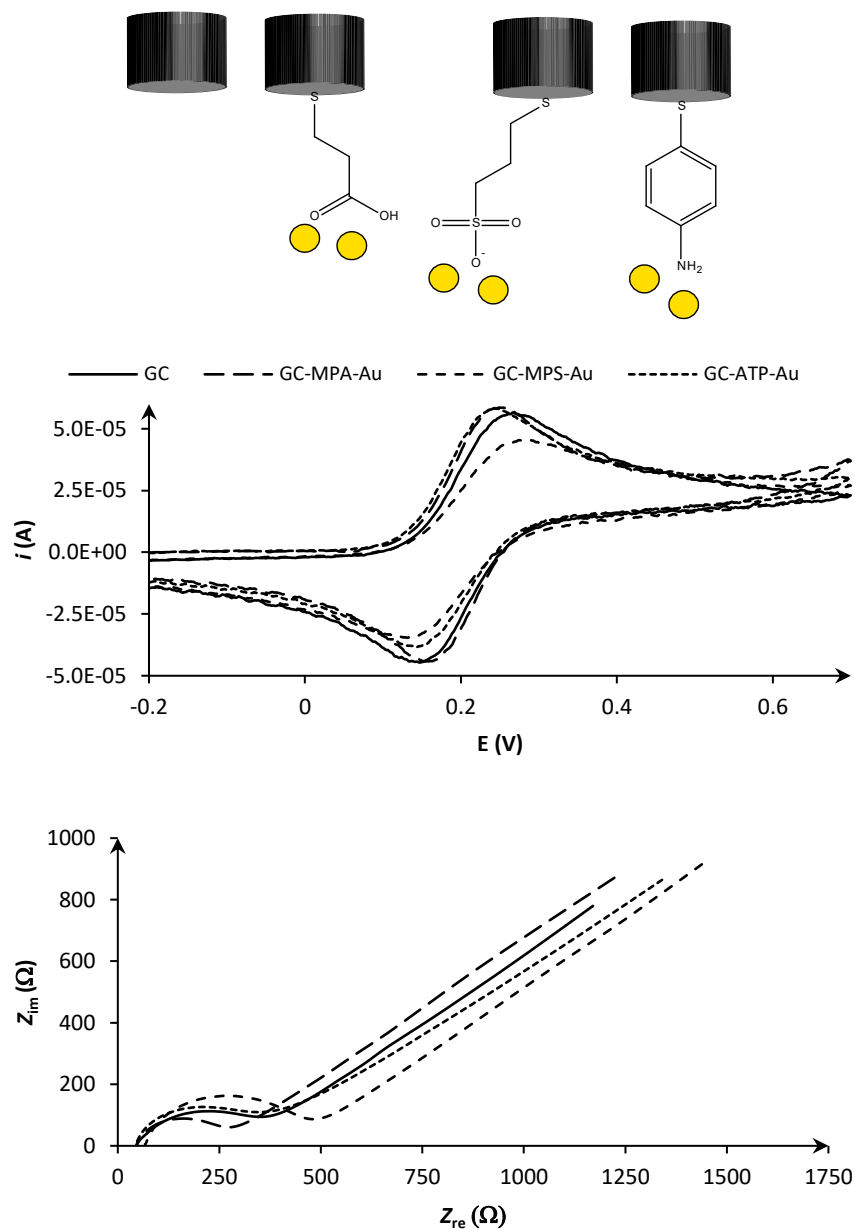 S S S
O OH
O S O
O-
NH2
GC GC-MPA-Au GC-MPS-Au GC-ATP-Au
5.0E-05
2.5E-05
0.0E+00
-2.5E-05
-5.0E-05
i (A)
-0.2 0 0.2 0.4 0.6
E (V)
1000
800
600
400
200
0
Zim (Ω)
0 250 500 750 1000 1250 1500 1750
Zre (Ω)